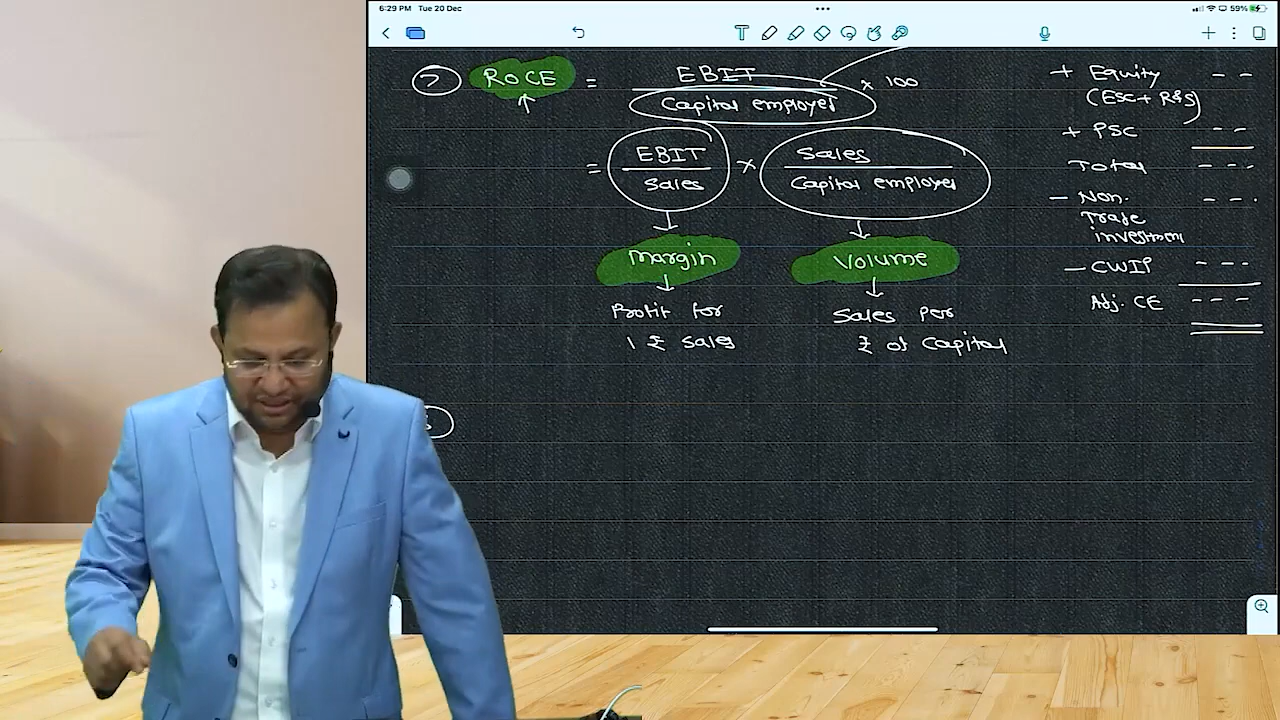 6:29 PM Tue 20 Dec
59%
7 ROCE = EBIT / Capital employed × 100
= EBIT / Sales × Sales / Capital employed
Margin
Volume
Profit for
1 ₹ Sales
Sales per
₹ of Capital
+ Equity - -
(ESC + R&S)
+ PSC - -
Total - - -
- Non. - - -
Trade
investment
- CWIP - - -
Adj. CE - - -